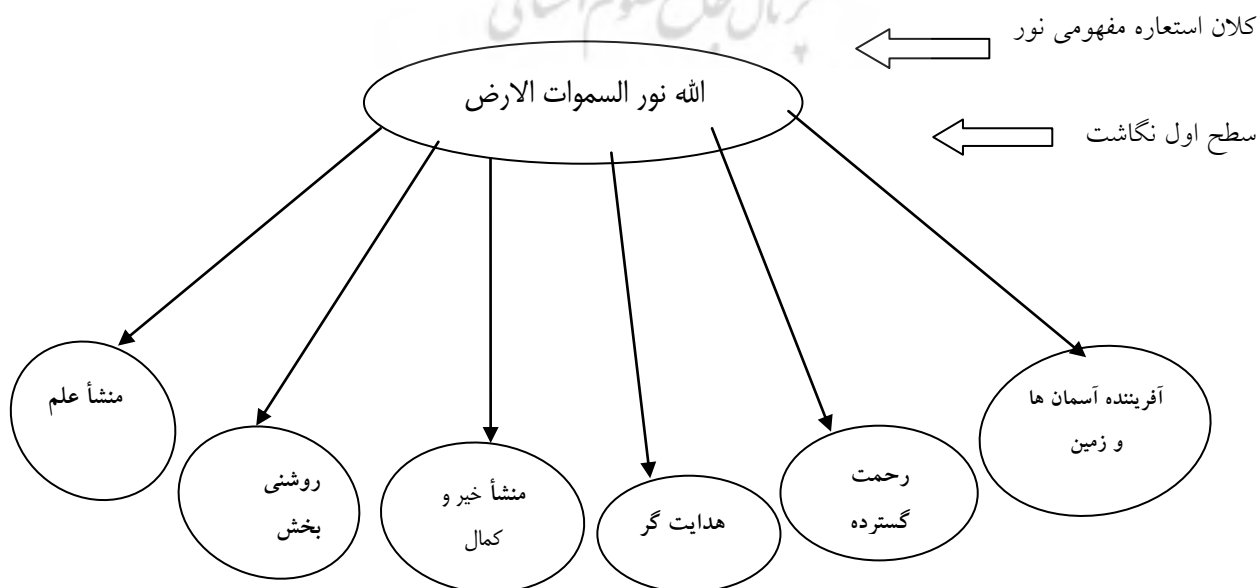 کلان استعاره مفهومی نور
الله نور السموات الارض
سطح اول نگاشت
آفریننده آسمان ها
و زمین
رحمت
گسترده
هدایت گر
منشأ خیر و
کمال
روشنی
بخش
منشأ علم